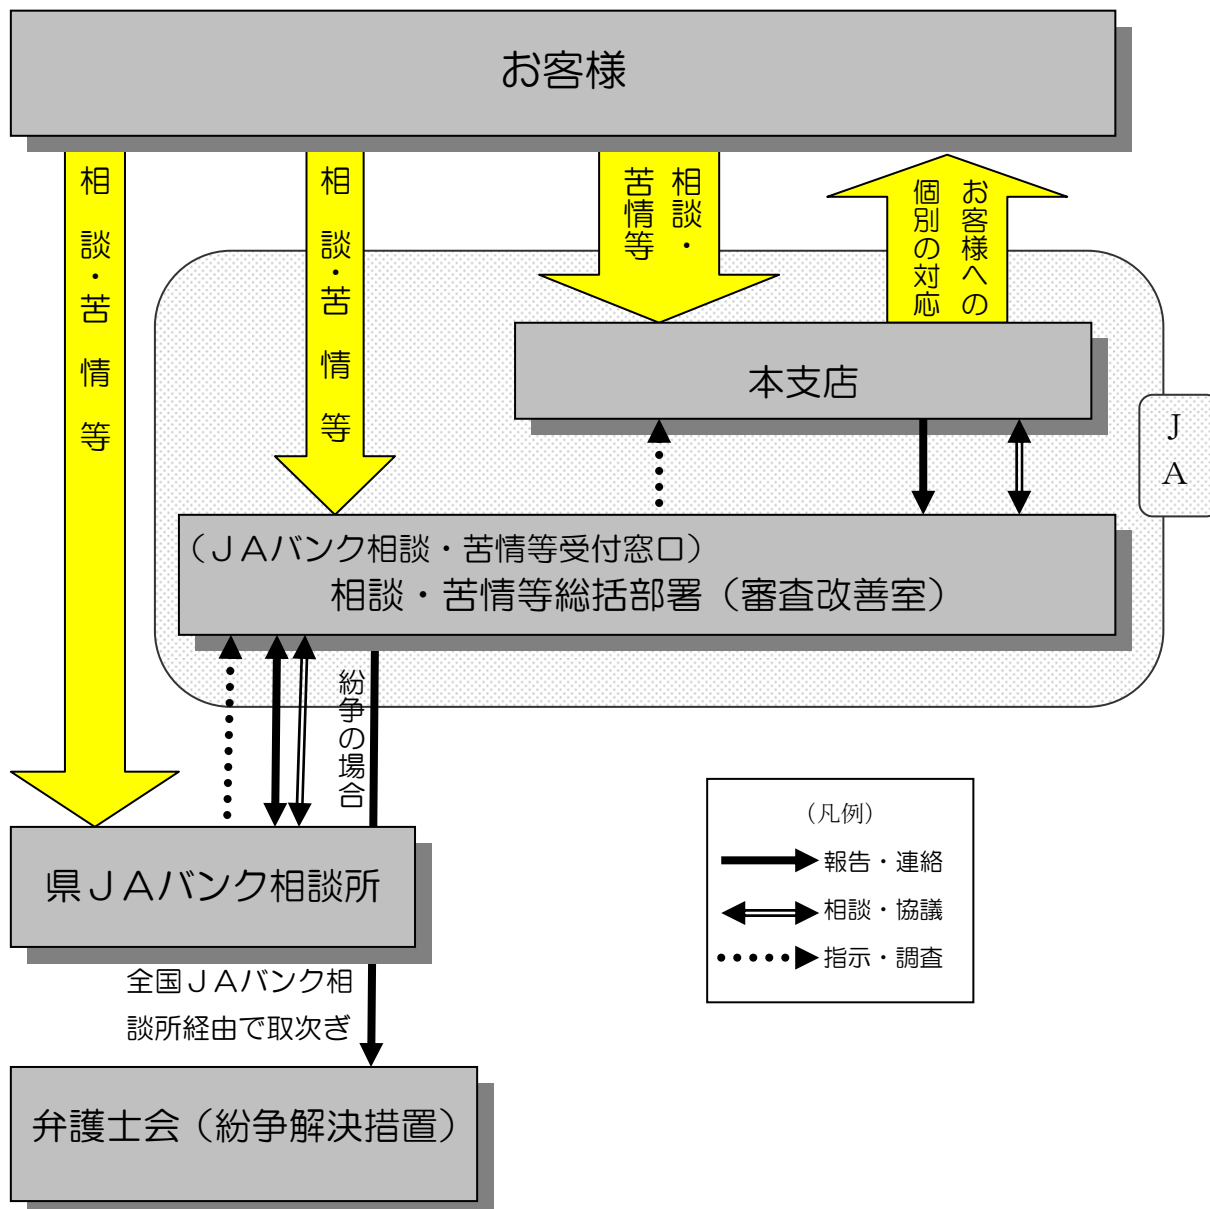 お客様
相談・苦情等
相談・苦情等
相談・
苦情等
お客様への
個別の対応
本支店
JA
（ＪＡバンク相談・苦情等受付窓口）
相談・苦情等総括部署（審査改善室）
紛争の場合
県ＪＡバンク相談所
（凡例）
報告・連絡
相談・協議
指示・調査
全国ＪＡバンク相
談所経由で取次ぎ
弁護士会（紛争解決措置）